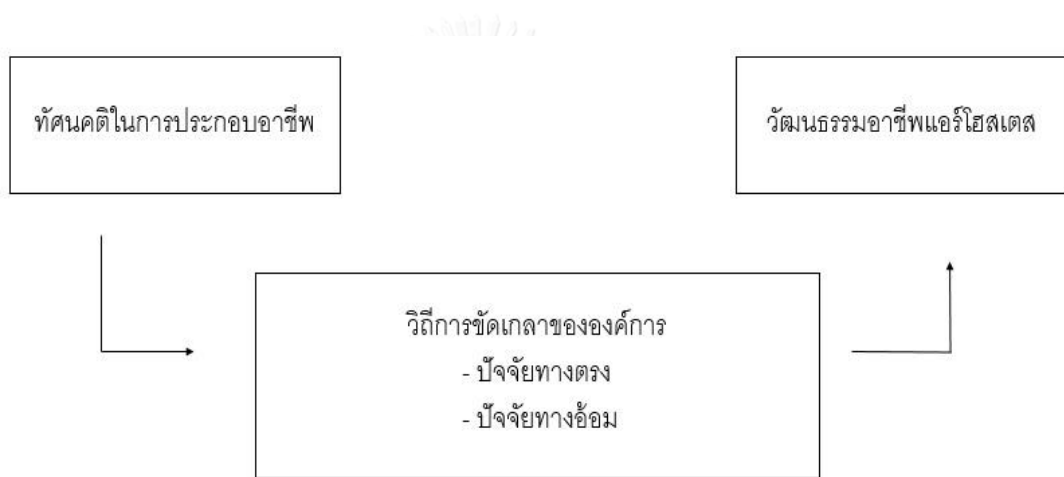 ทัศนคติในการประกอบอาชีพ
วัฒนธรรมอาชีพแอร์โฮสเตส
วิถีการขัดเกลาขององค์การ
- ปัจจัยทางตรง
- ปัจจัยทางอ้อม